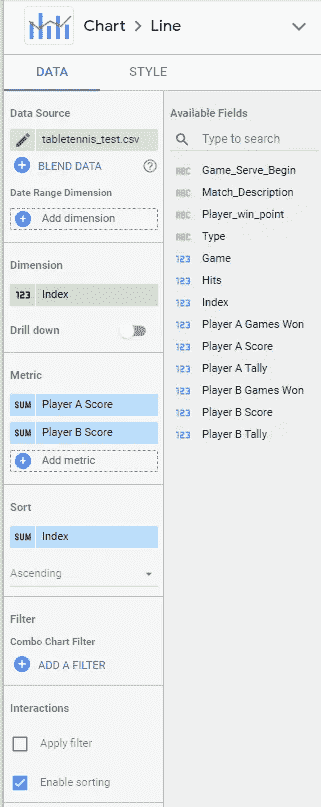 Chart > Line
DATA
STYLE
Data Source
tabletennis_test.csv
BLEND DATA
Date Range Dimension
Add dimension
Dimension
123 Index
Drill down
Metric
SUM Player A Score
SUM Player B Score
Add metric
Sort
SUM Index
Ascending
Filter
Combo Chart Filter
ADD A FILTER
Interactions
Apply filter
Enable sorting
Available Fields
Type to search
ABC Game_Serve_Begin
ABC Match_Description
ABC Player_win_point
ABC Type
123 Game
123 Hits
123 Index
123 Player A Games Won
123 Player A Score
123 Player A Tally
123 Player B Games Won
123 Player B Score
123 Player B Tally